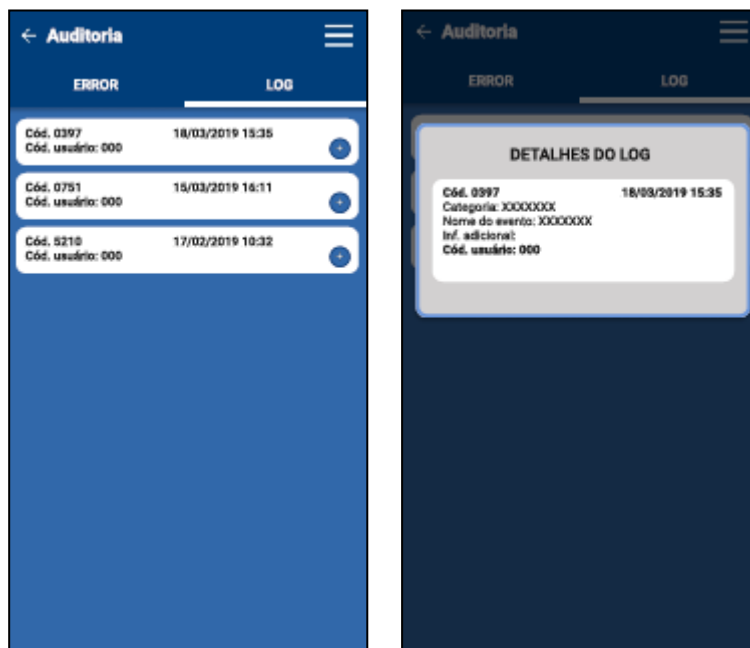 ← Auditoria
ERROR LOG
Cód. 0397 18/03/2019 15:35
Cód. usuário: 000
Cód. 0751 15/03/2019 16:11
Cód. usuário: 000
Cód. 5210 17/02/2019 10:32
Cód. usuário: 000
← Auditoria
ERROR LOG
DETALHES DO LOG
Cód. 0397 18/03/2019 15:35
Categoria: XXXXXXX
Nome do evento: XXXXXXX
Inf. adicional:
Cód. usuário: 000